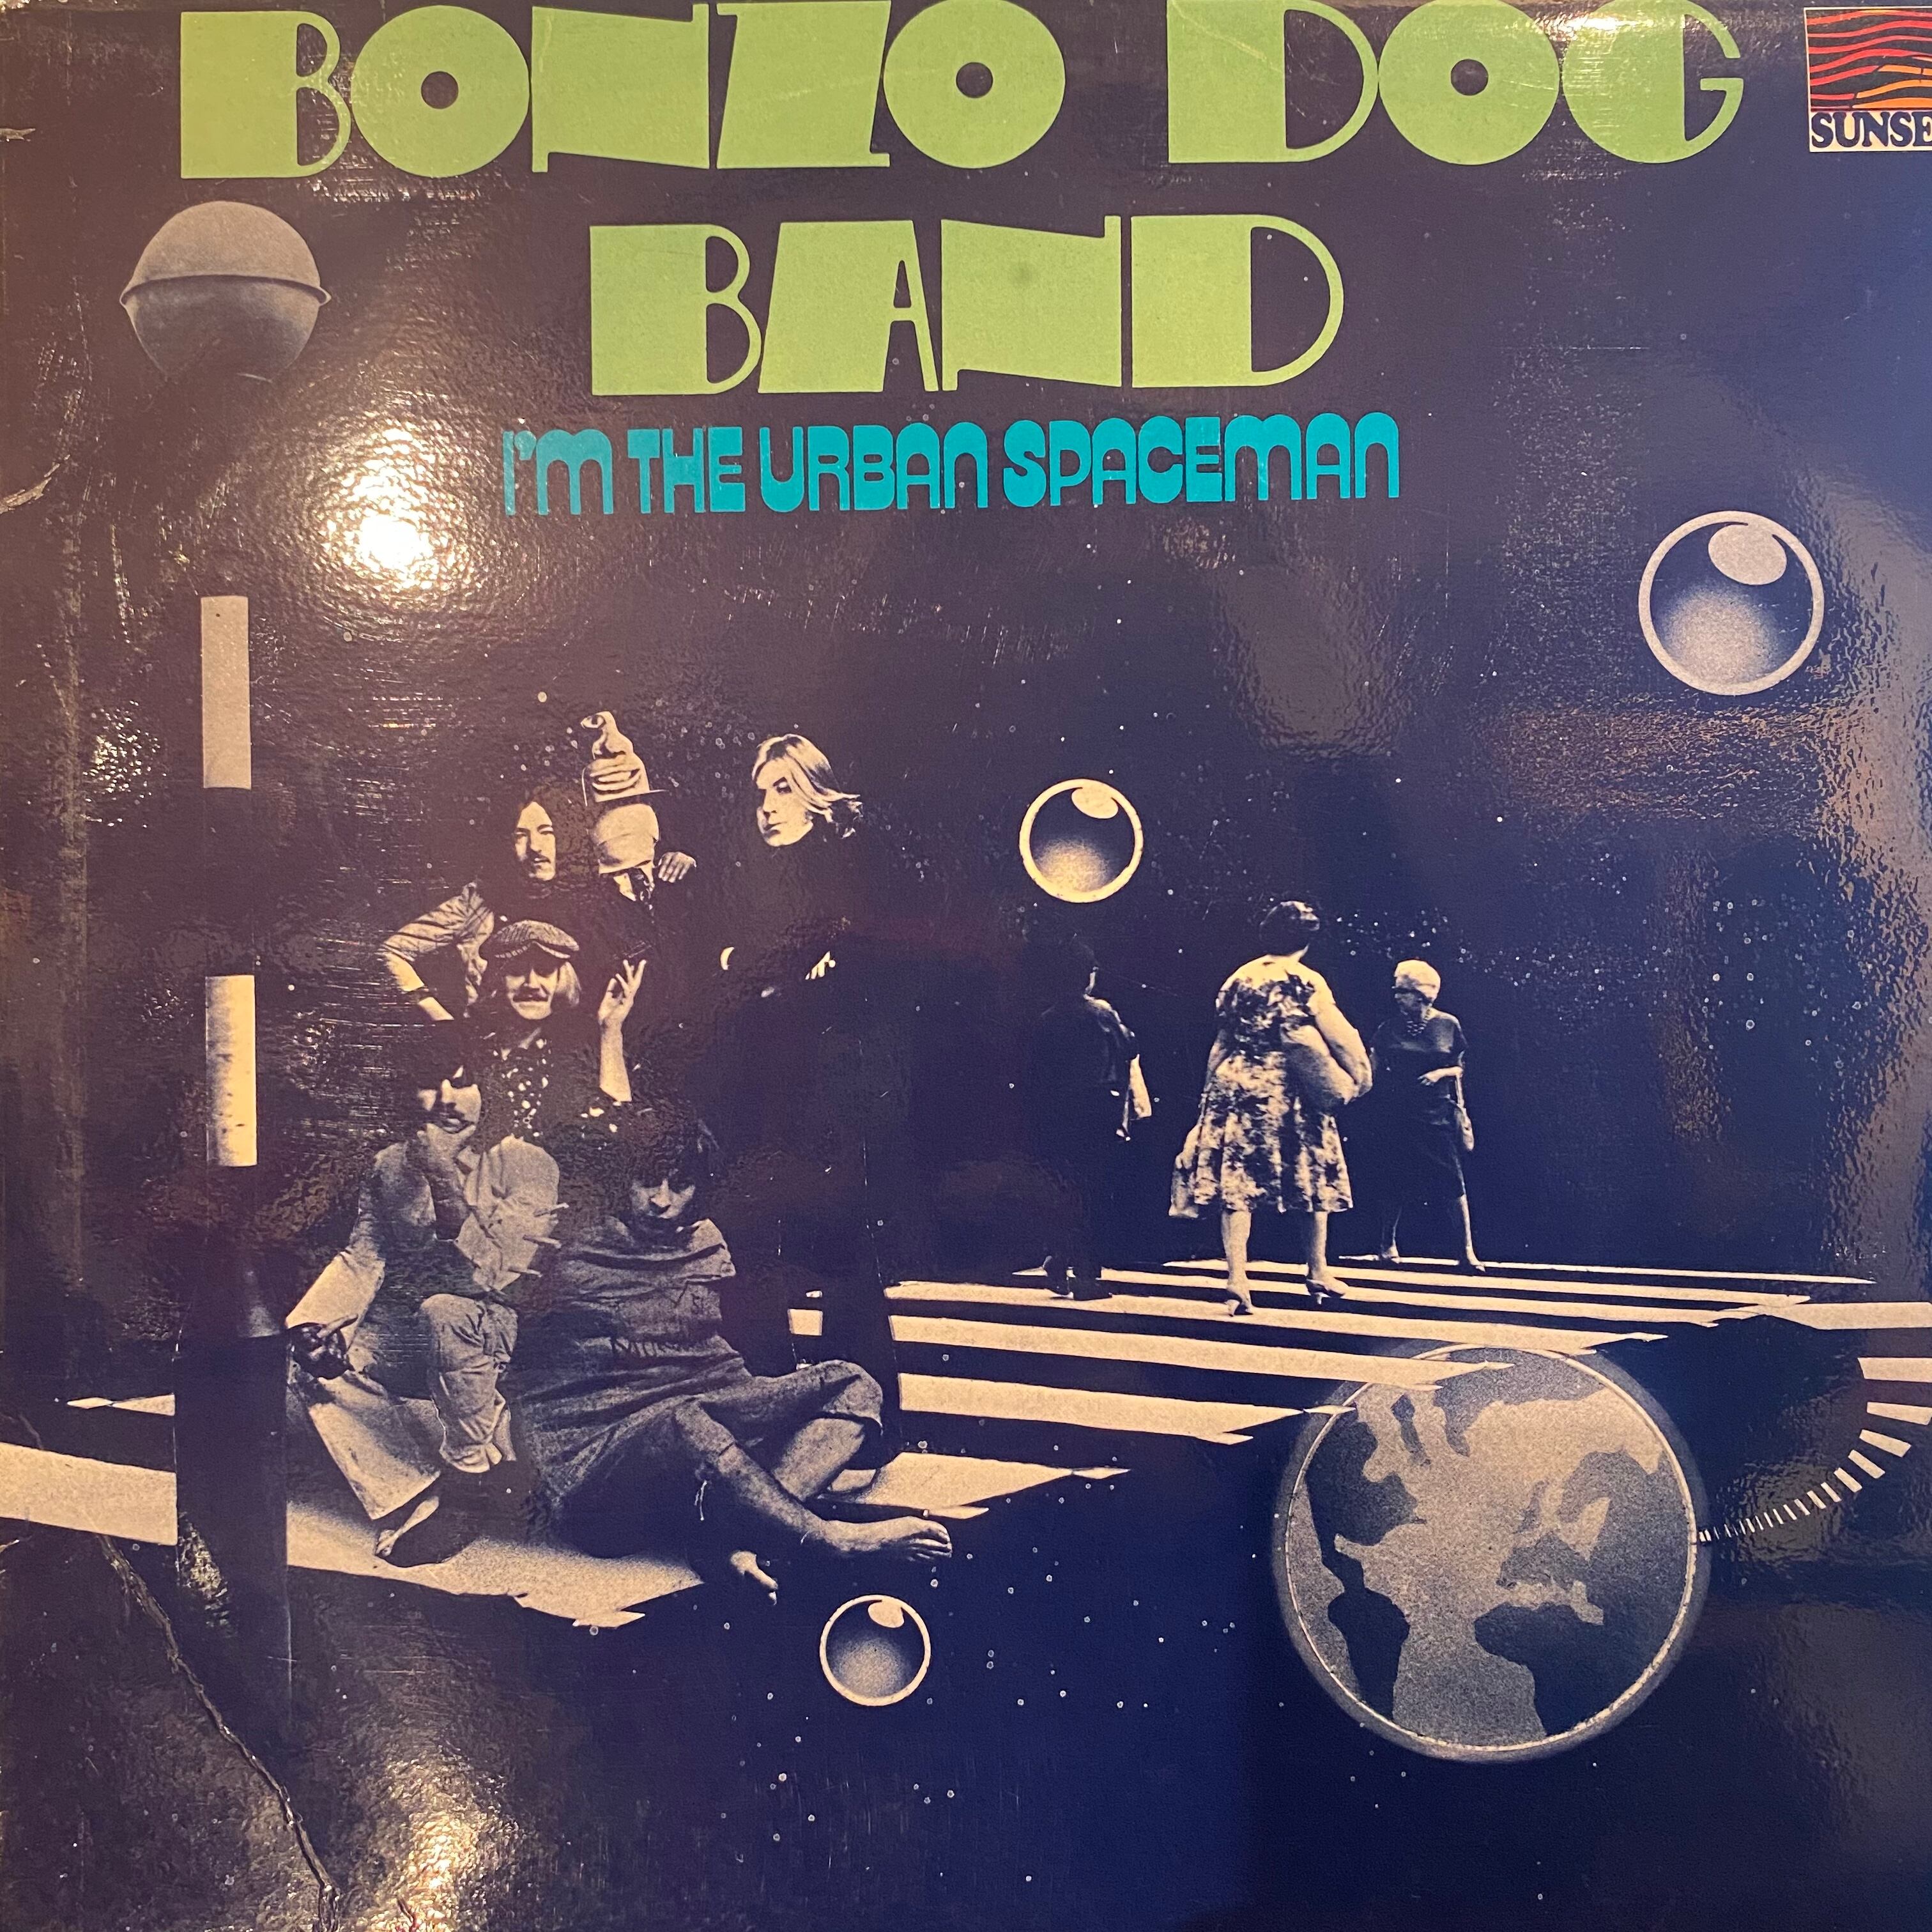 BONZO DOG
SUNSE
BAND
I'M THE URBAN SPACEMAN